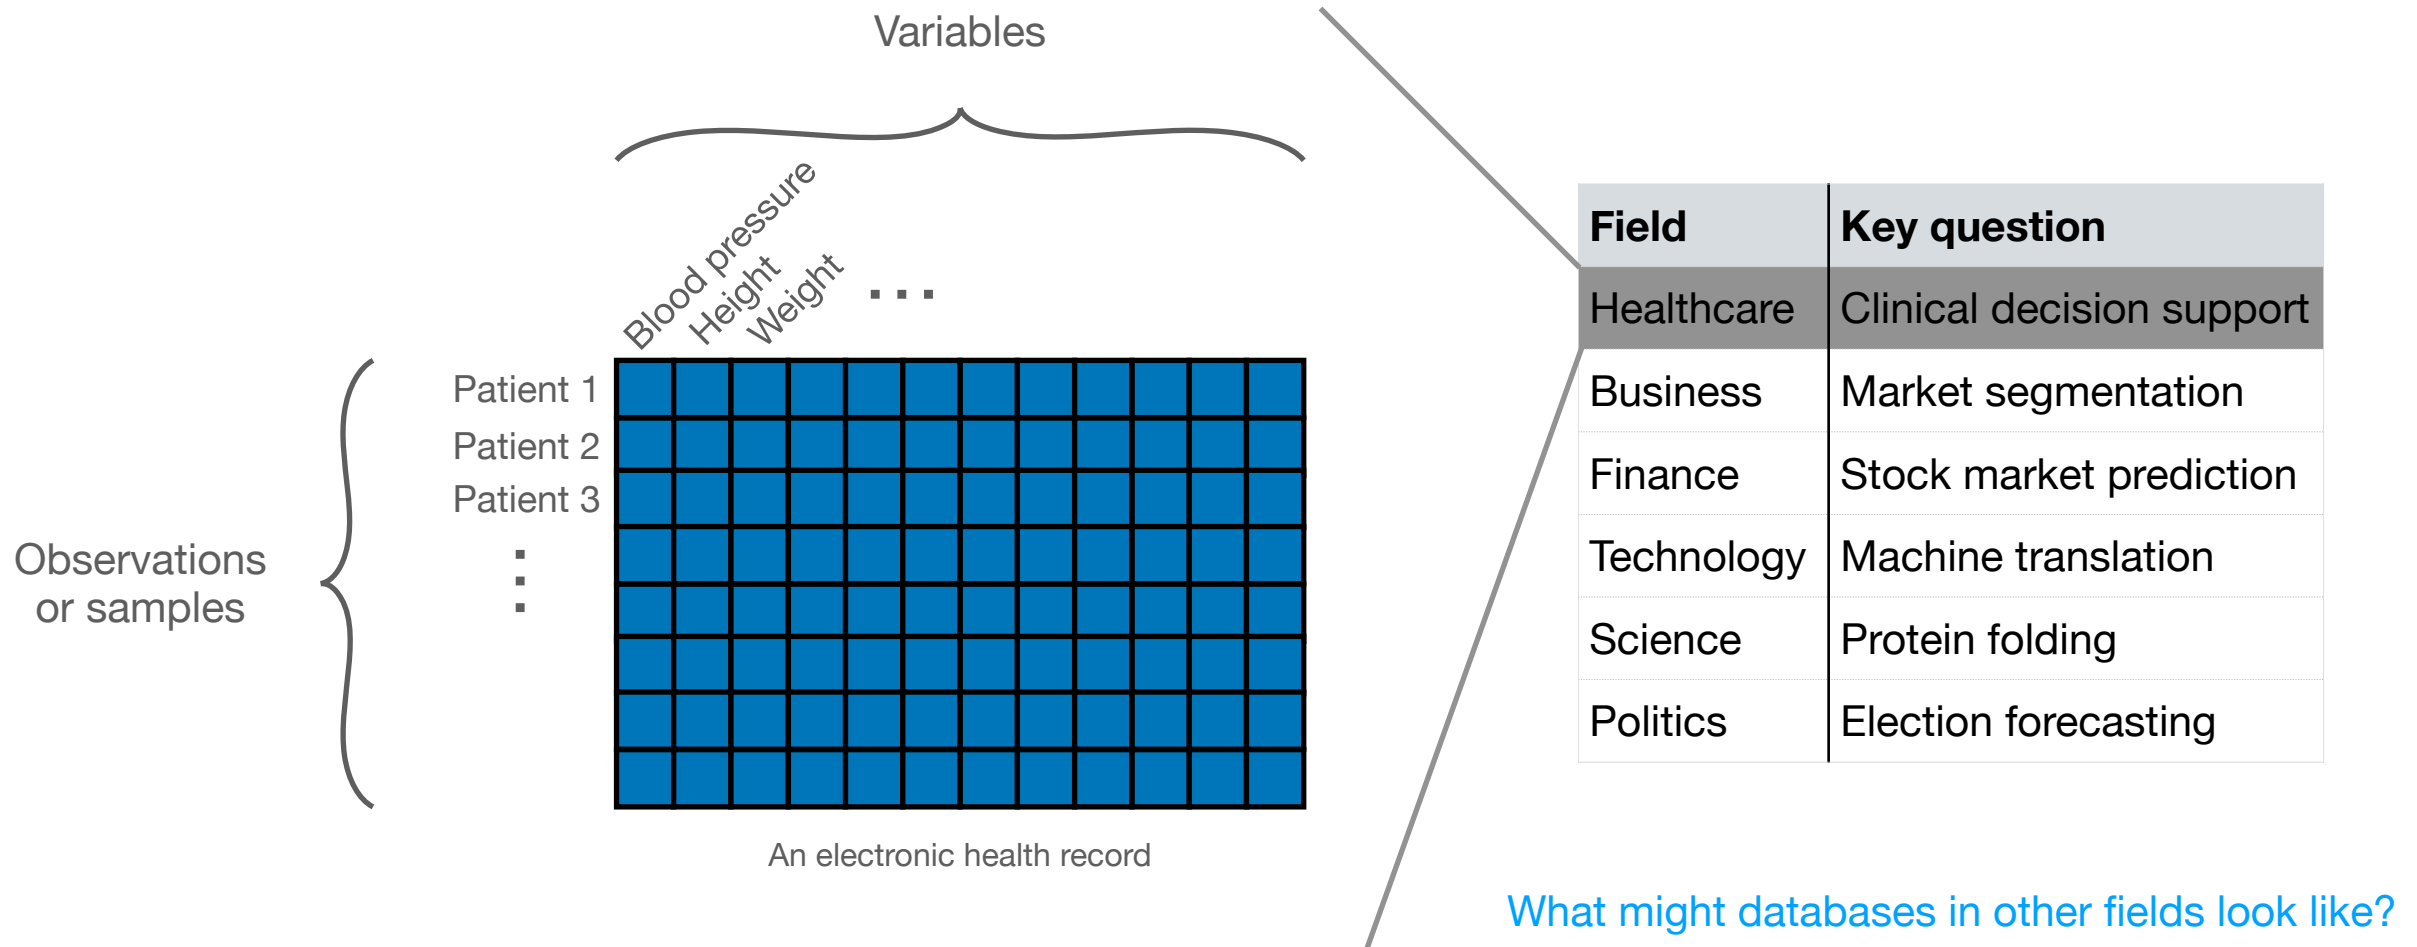 Variables
Blood pressure
Height
Weight
...
Patient 1
Patient 2
Patient 3
Observations
or samples
An electronic health record
Field Key question
Healthcare Clinical decision support
Business Market segmentation
Finance Stock market prediction
Technology Machine translation
Science Protein folding
Politics Election forecasting
What might databases in other fields look like?